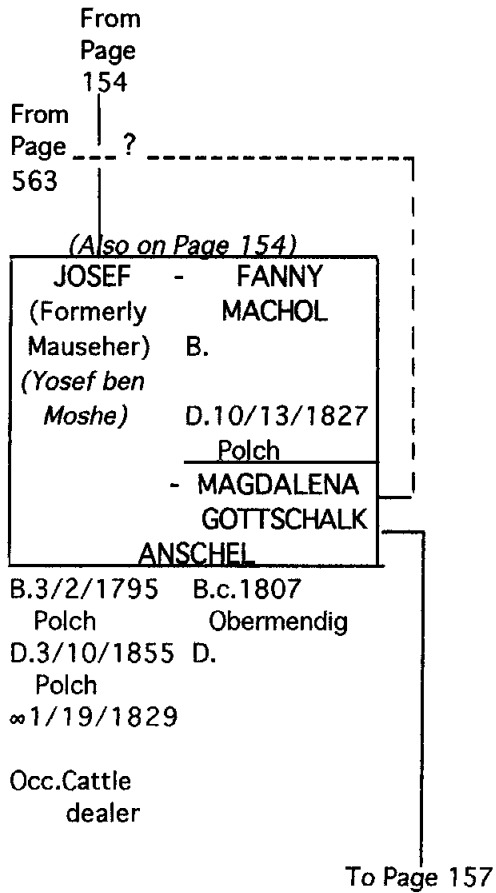 From
Page
154
From
Page ?
563
(Also on Page 154)
JOSEF - FANNY
(Formerly MACHOL
Mauseher) B.
(Yosef ben
Moshe) D.10/13/1827
Polch
- MAGDALENA
GOTTSCHALK
ANSCHEL
B.3/2/1795 B.c.1807
Polch Obermendig
D.3/10/1855 D.
Polch
∞1/19/1829
Occ.Cattle
dealer
To Page 157